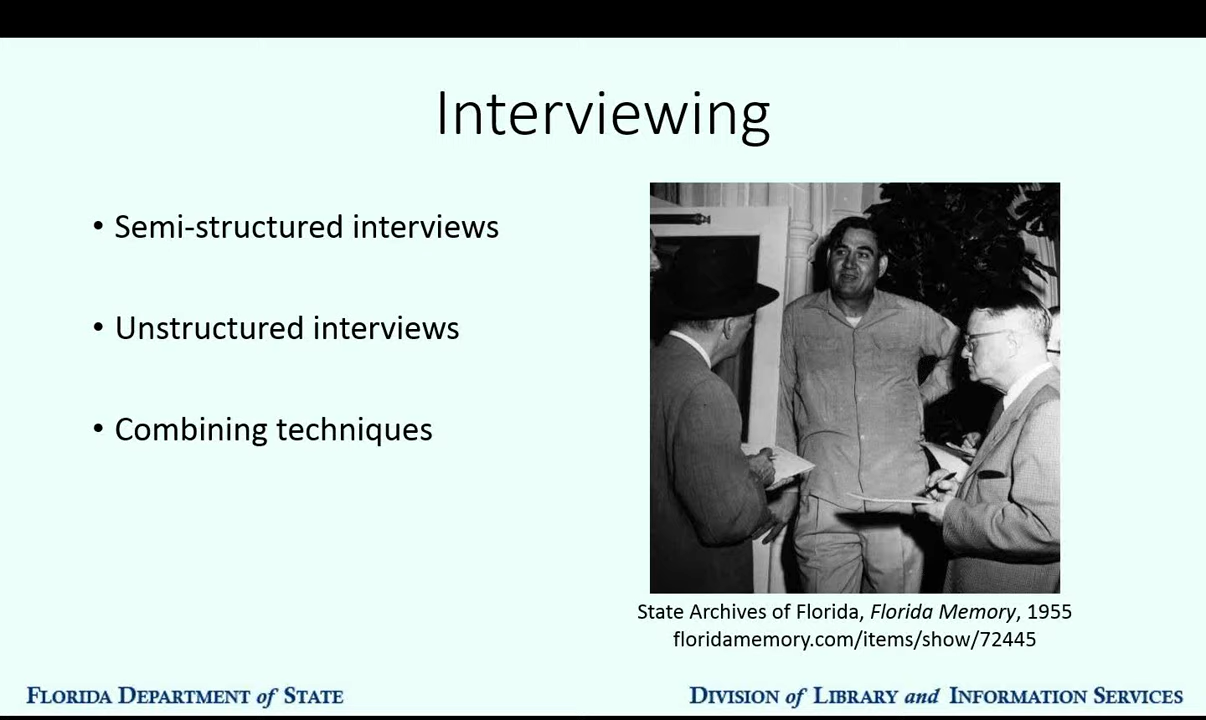 Interviewing
• Semi-structured interviews
• Unstructured interviews
• Combining techniques
State Archives of Florida, Florida Memory, 1955
floridamemory.com/items/show/72445
FLORIDA DEPARTMENT of STATE
DIVISION of LIBRARY and INFORMATION SERVICES